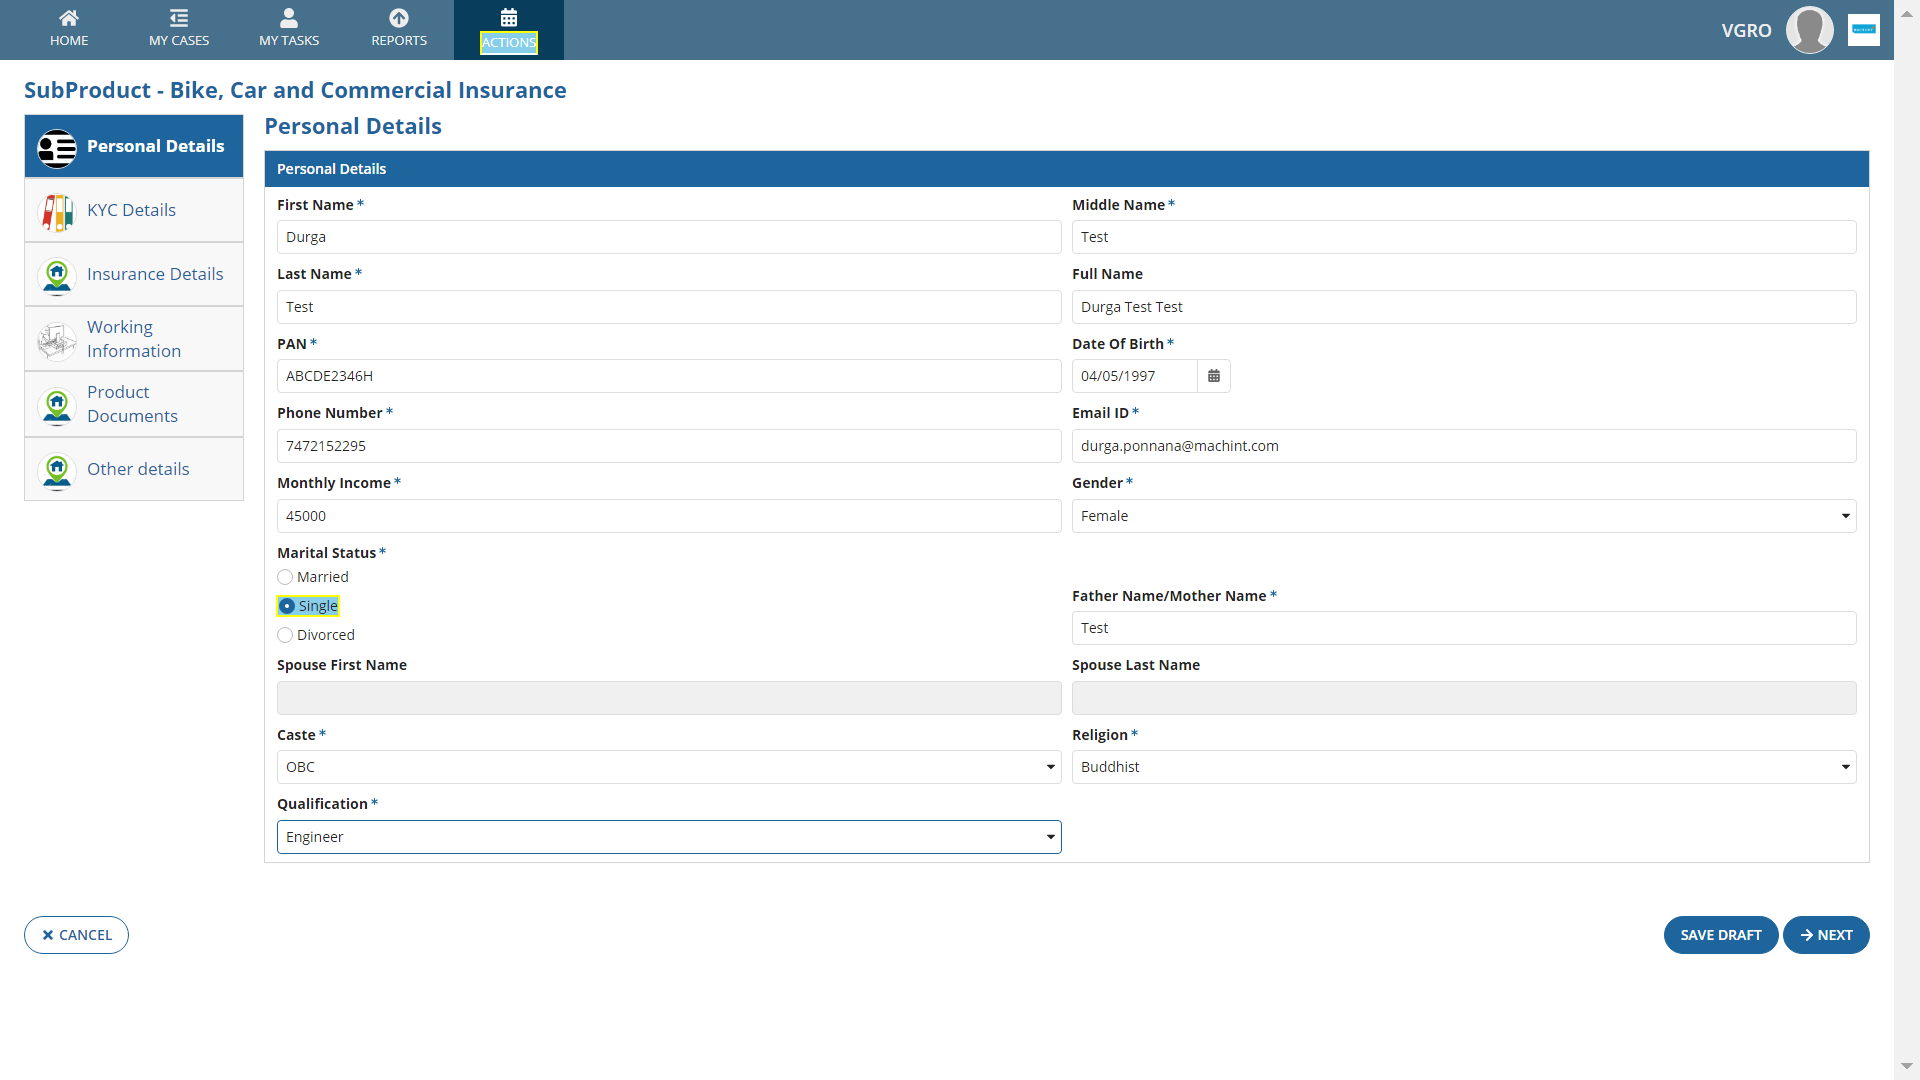 HOME
MY CASES
MY TASKS
REPORTS
ACTIONS
VGRO
SubProduct - Bike, Car and Commercial Insurance
Personal Details
KYC Details
Insurance Details
Working
Information
Product
Documents
Other details
Personal Details
Personal Details
First Name *
Durga
Middle Name *
Test
Last Name *
Test
Full Name
Durga Test Test
PAN *
ABCDE2346H
Date Of Birth *
04/05/1997
Phone Number *
7472152295
Email ID *
durga.ponnana@machint.com
Monthly Income *
45000
Gender *
Female
Marital Status *
Married
Single
Divorced
Father Name/Mother Name *
Test
Spouse First Name
Spouse Last Name
Caste *
OBC
Religion *
Buddhist
Qualification *
Engineer
CANCEL
SAVE DRAFT
NEXT